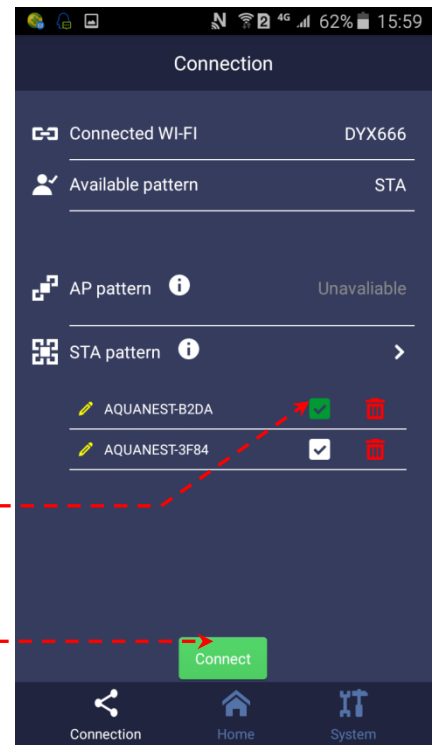 2 4G 62% 15:59
Connection
Connected WI-FI DYX666
Available pattern STA
AP pattern i Unavaliable
STA pattern i
AQUANEST-B2DA
AQUANEST-3F84
Connect
Connection Home System